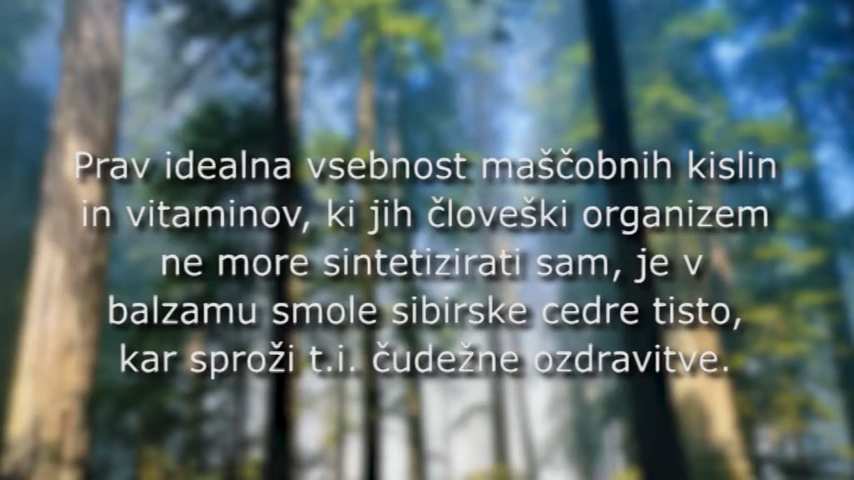 Prav idealna vsebnost maščobnih kislin
in vitaminov, ki jih človeški organizem
ne more sintetizirati sam, je v
balzamu smole sibirske cedre tisto,
kar sproži t.i. čudežne ozdravitve.